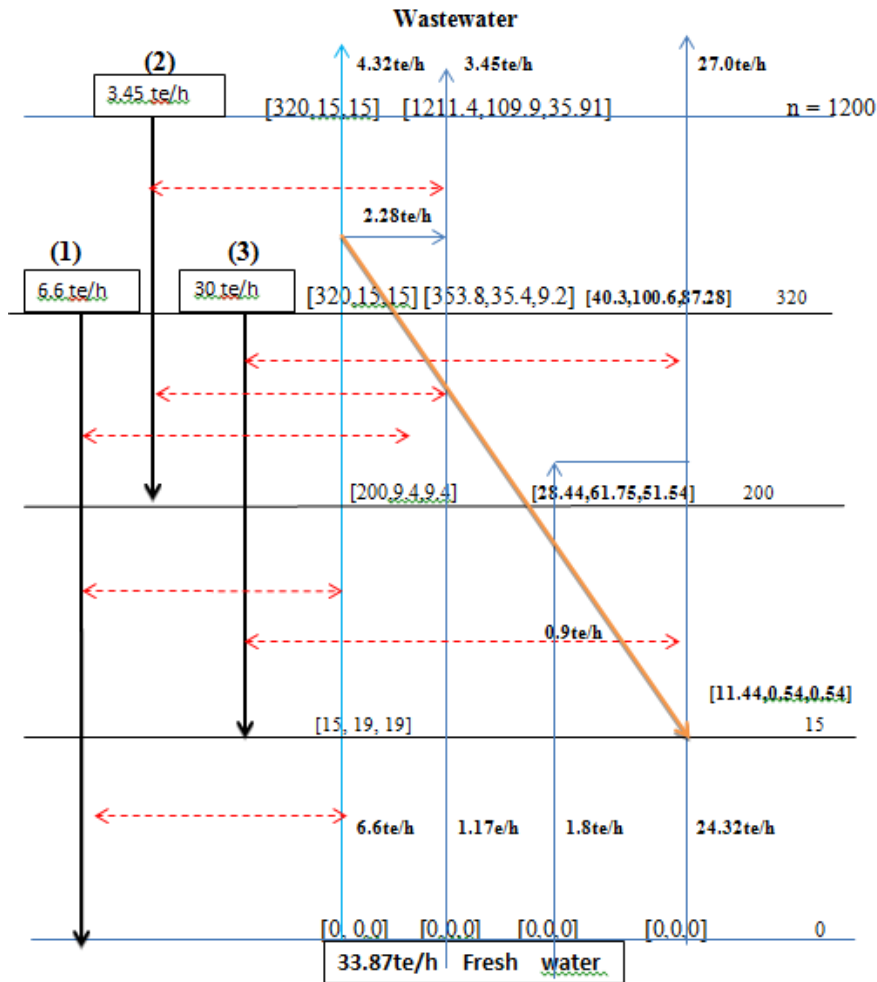 Wastewater
(2)
4.32te/h 3.45te/h 27.0te/h
3.45 te/h
[320,15,15] [1211.4,109.9,35.91] n = 1200
2.28te/h
(1) (3)
6.6 te/h 30 te/h [320,15,15] [353.8,35.4,9.2] [40.3,100.6,87.28] 320
[200,9.4,9.4] [28.44,61.75,51.54] 200
0.9te/h
[11.44,0.54,0.54]
[15, 19, 19] 15
6.6te/h 1.17e/h 1.8te/h 24.32te/h
[0, 0,0] [0,0,0] [0,0,0] [0,0,0] 0
33.87te/h Fresh water